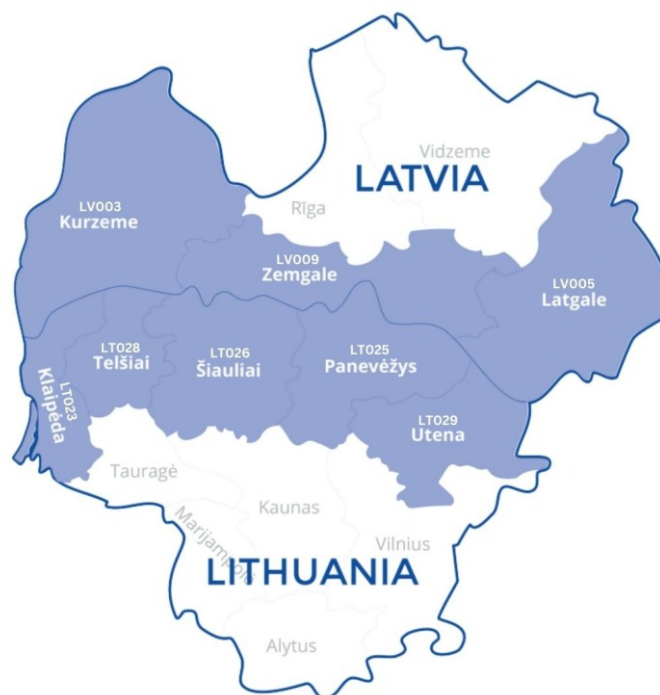 Vidzeme
LATVIA
LV003
Kurzeme
Rīga
LV009
Zemgale
LV005
Latgale
LT028
Telšiai
LT026
Šiauliai
LT025
Panevėžys
LT023
Klaipėda
LT029
Utena
Tauragė
Kaunas
Marijampolė
Vilnius
LITHUANIA
Alytus